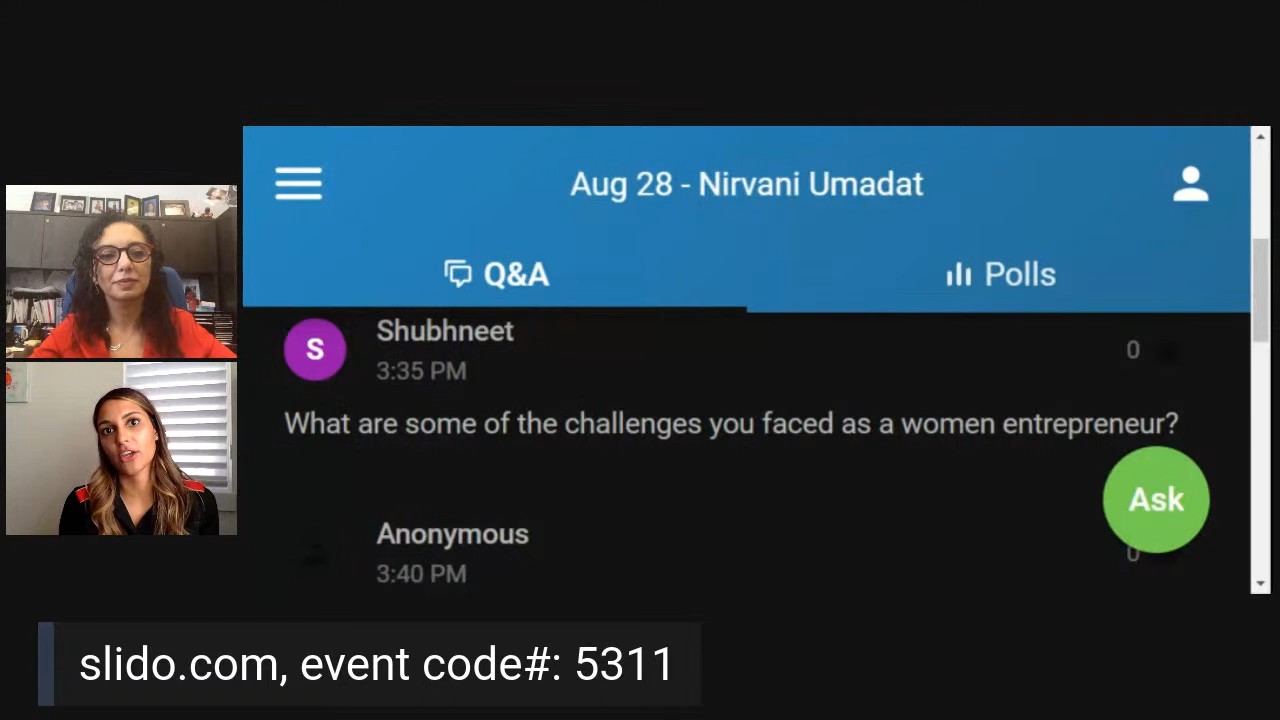 Aug 28 - Nirvani Umadat
Q&A
Polls
S
Shubhneet
0
3:35 PM
What are some of the challenges you faced as a women entrepreneur?
Ask
Anonymous
0
3:40 PM
slido.com, event code#: 5311